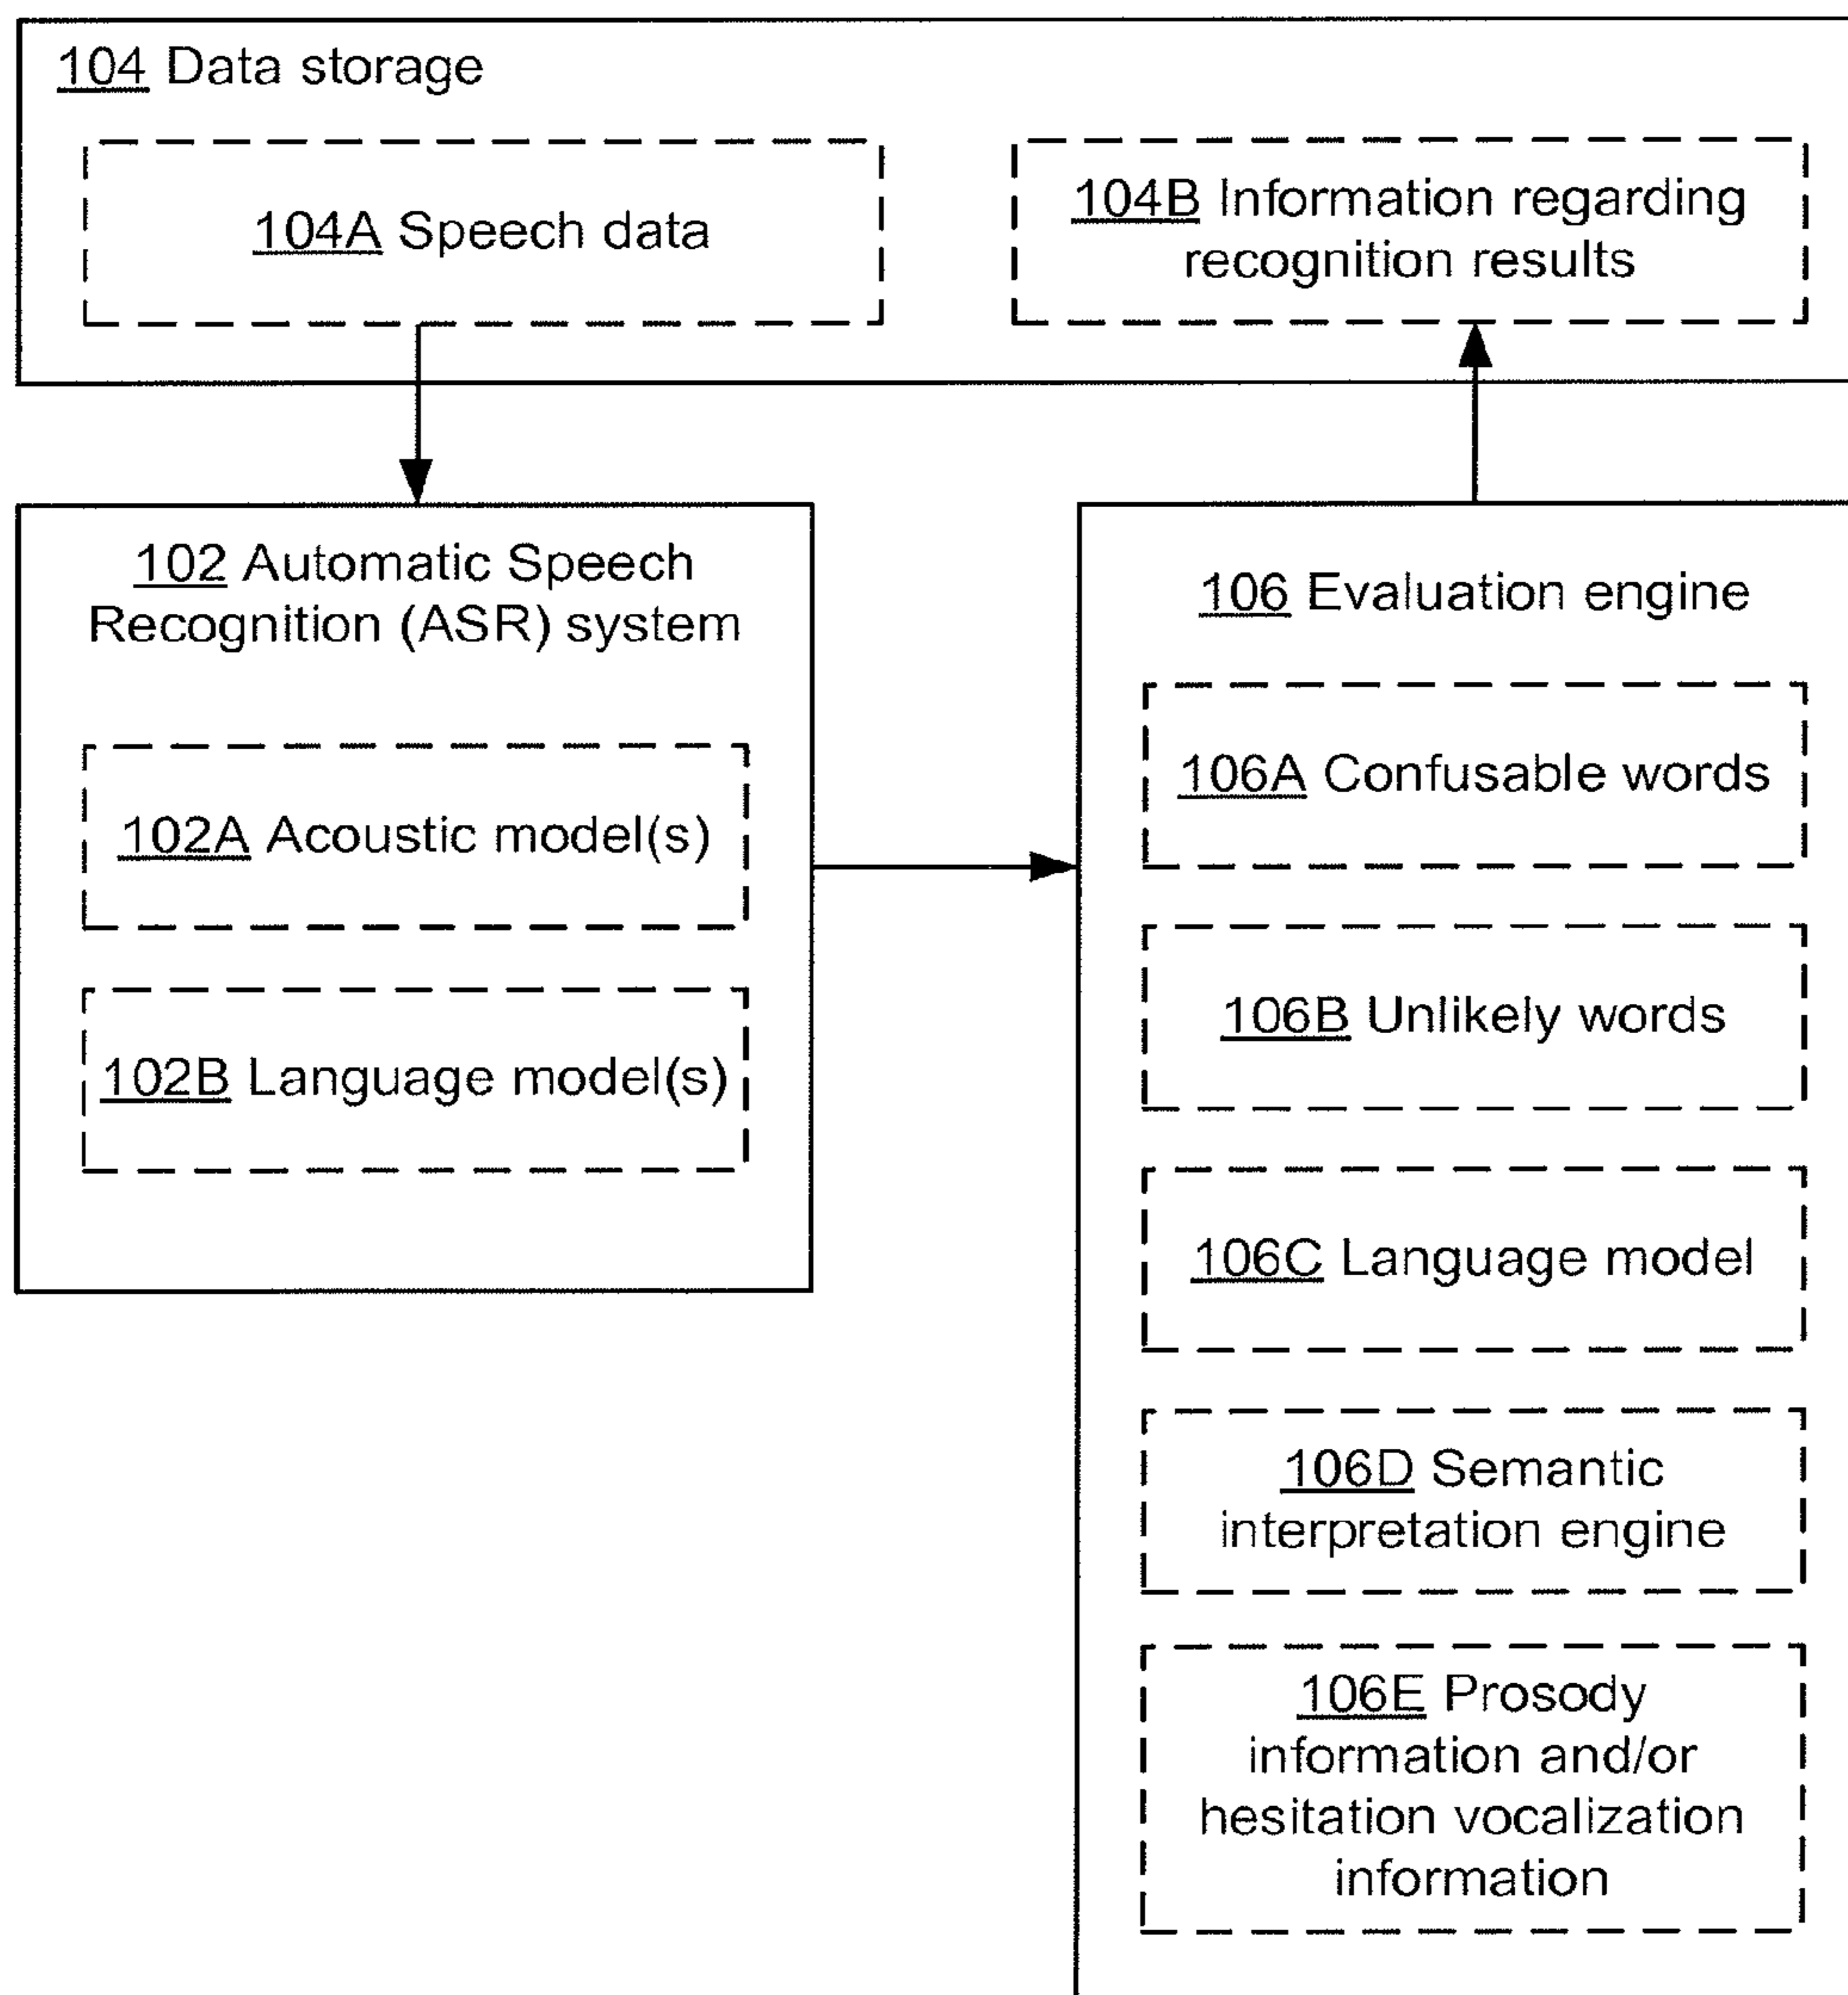 104 Data storage
104A Speech data
104B Information regarding
recognition results
102 Automatic Speech
Recognition (ASR) system
102A Acoustic model(s)
102B Language model(s)
106 Evaluation engine
106A Confusable words
106B Unlikely words
106C Language model
106D Semantic
interpretation engine
106E Prosody
information and/or
hesitation vocalization
information